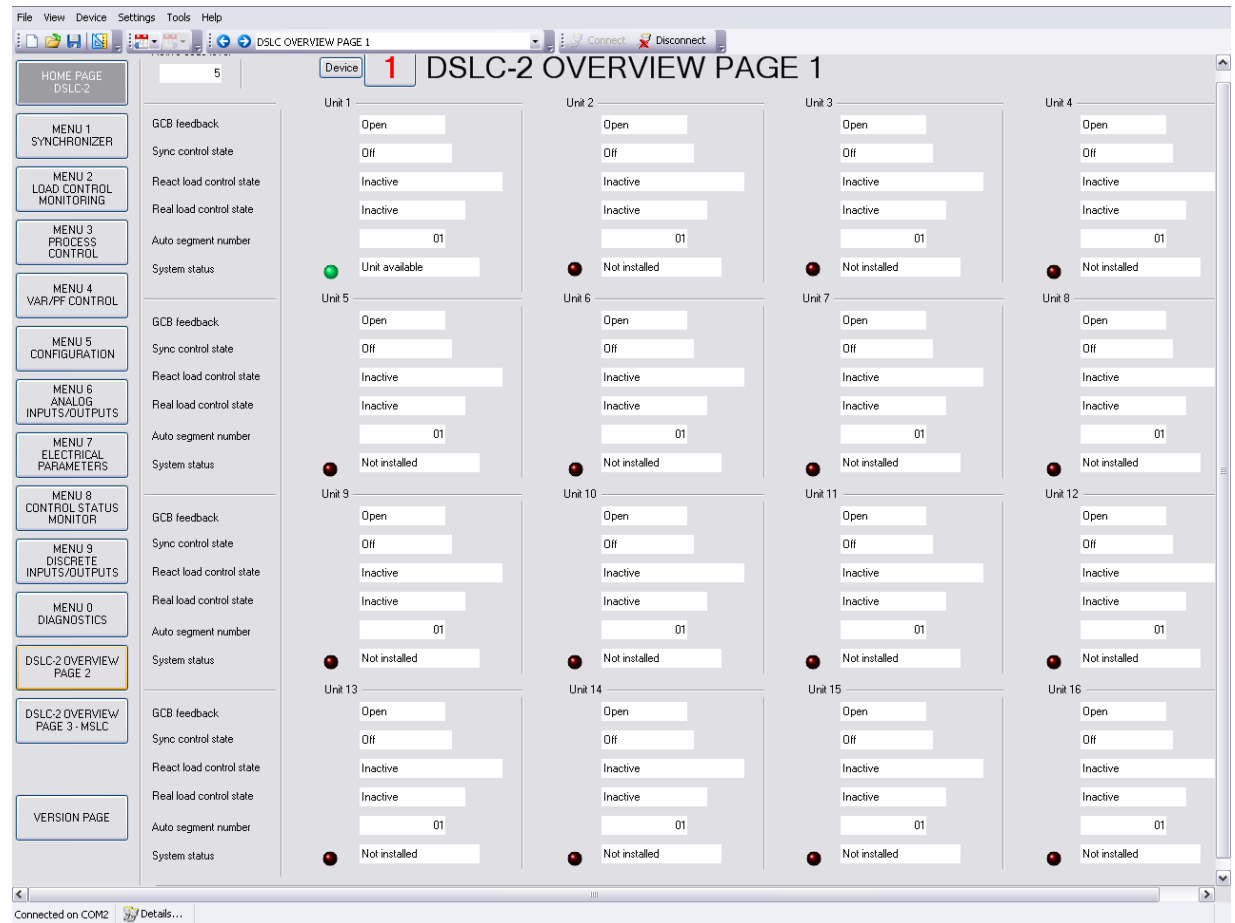 File View Device Settings Tools Help
DSLC OVERVIEW PAGE 1 Connect Disconnect
5 Device 1 DSLC-2 OVERVIEW PAGE 1
HOME PAGE
DSLC-2
MENU 1
SYNCHRONIZER
MENU 2
LOAD CONTROL
MONITORING
MENU 3
PROCESS
CONTROL
MENU 4
VAR/PF CONTROL
MENU 5
CONFIGURATION
MENU 6
ANALOG
INPUTS/OUTPUTS
MENU 7
ELECTRICAL
PARAMETERS
MENU 8
CONTROL STATUS
MONITOR
MENU 9
DISCRETE
INPUTS/OUTPUTS
MENU 0
DIAGNOSTICS
DSLC-2 OVERVIEW
PAGE 2
DSLC-2 OVERVIEW
PAGE 3 - MSLC
VERSION PAGE
Unit 1 Unit 2 Unit 3 Unit 4
GCB feedback Open Open Open Open
Sync control state Off Off Off Off
React load control state Inactive Inactive Inactive Inactive
Real load control state Inactive Inactive Inactive Inactive
Auto segment number 01 01 01 01
System status Unit available Not installed Not installed Not installed
Unit 5 Unit 6 Unit 7 Unit 8
GCB feedback Open Open Open Open
Sync control state Off Off Off Off
React load control state Inactive Inactive Inactive Inactive
Real load control state Inactive Inactive Inactive Inactive
Auto segment number 01 01 01 01
System status Not installed Not installed Not installed Not installed
Unit 9 Unit 10 Unit 11 Unit 12
GCB feedback Open Open Open Open
Sync control state Off Off Off Off
React load control state Inactive Inactive Inactive Inactive
Real load control state Inactive Inactive Inactive Inactive
Auto segment number 01 01 01 01
System status Not installed Not installed Not installed Not installed
Unit 13 Unit 14 Unit 15 Unit 16
GCB feedback Open Open Open Open
Sync control state Off Off Off Off
React load control state Inactive Inactive Inactive Inactive
Real load control state Inactive Inactive Inactive Inactive
Auto segment number 01 01 01 01
System status Not installed Not installed Not installed Not installed
Connected on COM2 Details...